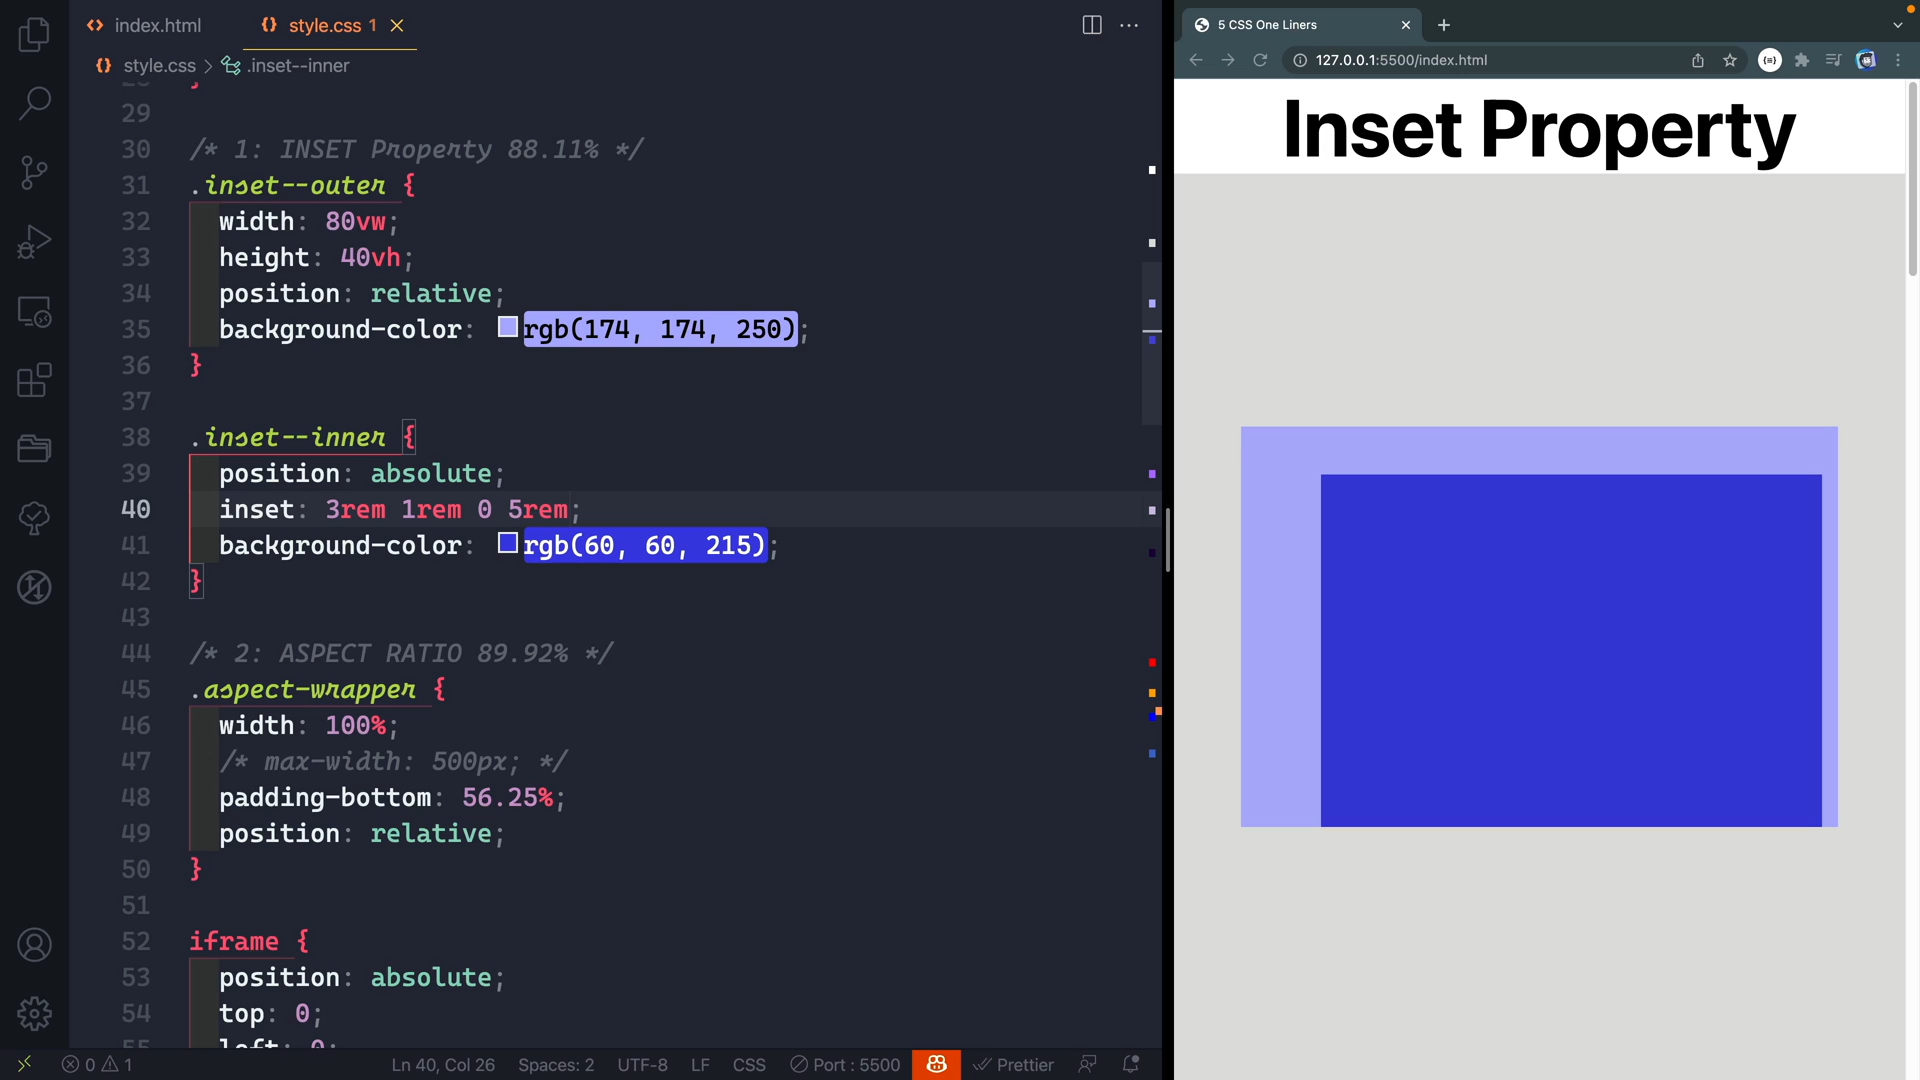 index.html
style.css 1
style.css > .inset--inner
28 }
29
30 /* 1: INSET Property 88.11% */
31 .inset--outer {
32 width: 80vw;
33 height: 40vh;
34 position: relative;
35 background-color: rgb(174, 174, 250);
36 }
37
38 .inset--inner {
39 position: absolute;
40 inset: 3rem 1rem 0 5rem;
41 background-color: rgb(60, 60, 215);
42 }
43
44 /* 2: ASPECT RATIO 89.92% */
45 .aspect-wrapper {
46 width: 100%;
47 /* max-width: 500px; */
48 padding-bottom: 56.25%;
49 position: relative;
50 }
51
52 iframe {
53 position: absolute;
54 top: 0;
55 left: 0;
0 1
Ln 40, Col 26
Spaces: 2
UTF-8
LF
CSS
Port : 5500
Prettier
5 CSS One Liners
127.0.0.1:5500/index.html
Inset Property